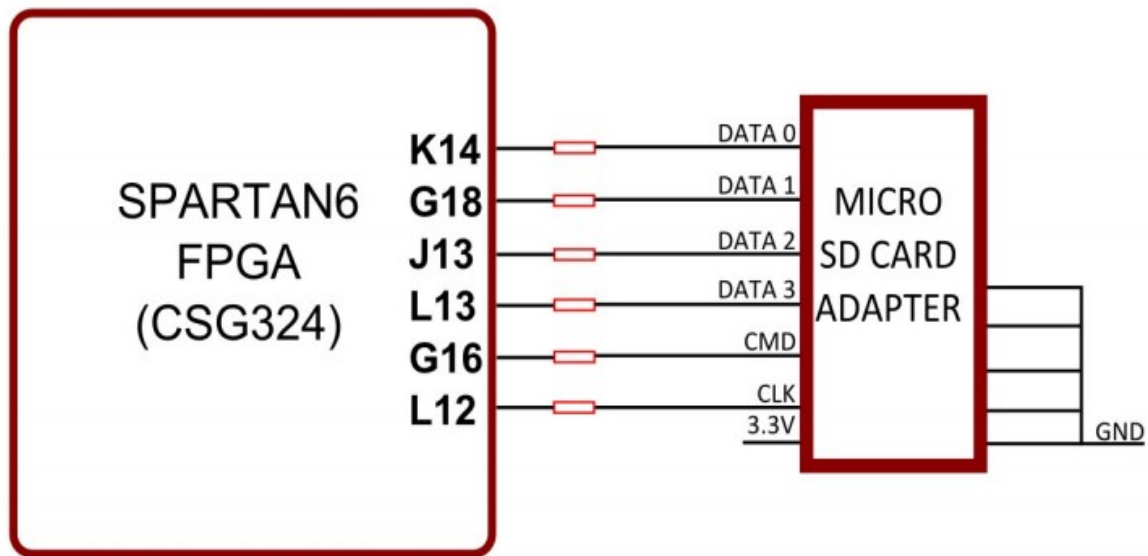 SPARTAN6
FPGA
(CSG324)
K14
G18
J13
L13
G16
L12
DATA 0
DATA 1
DATA 2
DATA 3
CMD
CLK
3.3V
MICRO
SD CARD
ADAPTER
GND